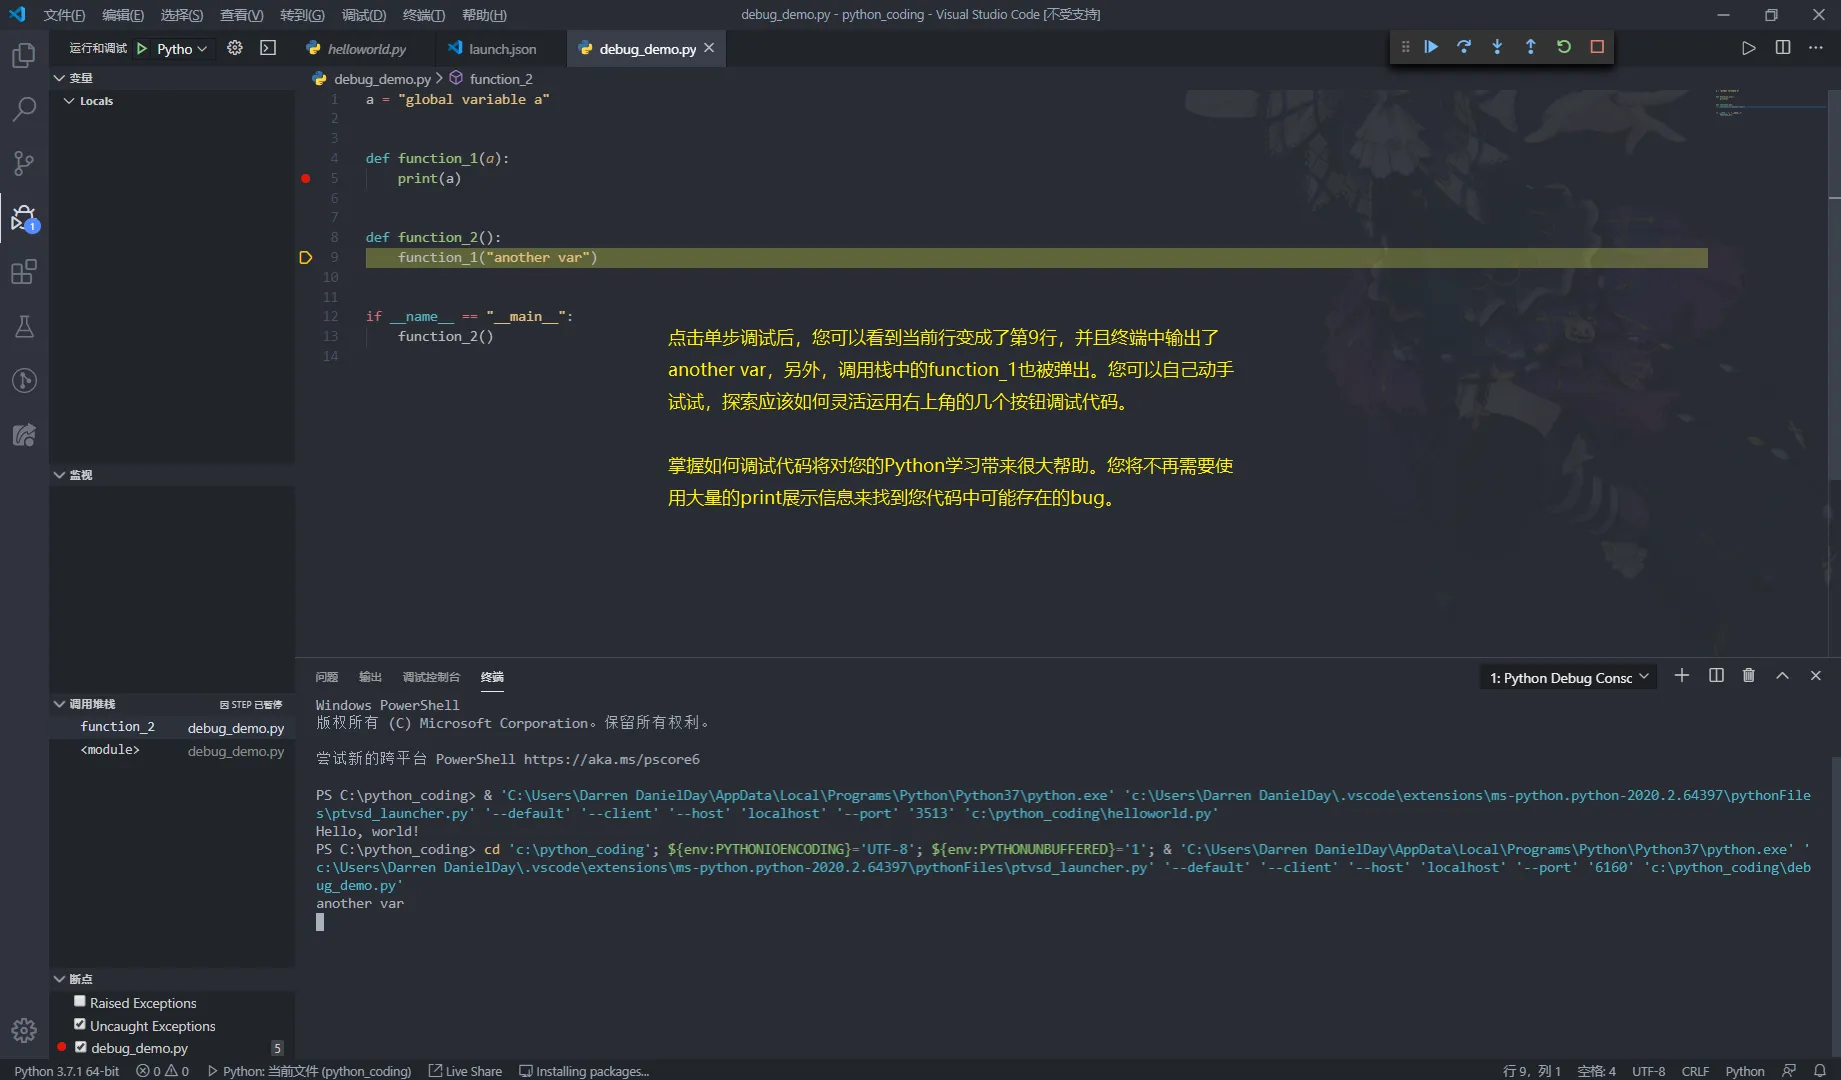 文件(F) 编辑(E) 选择(S) 查看(V) 转到(G) 调试(D) 终端(T) 帮助(H) debug_demo.py - python_coding - Visual Studio Code [不受支持]
运行和调试 Pytho helloworld.py launch.json debug_demo.py
变量
Locals
debug_demo.py > function_2
1 a = "global variable a"
2
3
4 def function_1(a):
5 print(a)
6
7
8 def function_2():
9 function_1("another var")
10
11
12 if __name__ == "__main__":
13 function_2()
14
点击单步调试后，您可以看到当前行变成了第9行，并且终端中输出了
another var，另外，调用栈中的function_1也被弹出。您可以自己动手
试试，探索应该如何灵活运用右上角的几个按钮调试代码。
掌握如何调试代码将对您的Python学习带来很大帮助。您将不再需要使
用大量的print展示信息来找到您代码中可能存在的bug。
监视
调用堆栈 因 STEP 已暂停
function_2 debug_demo.py
<module> debug_demo.py
断点
Raised Exceptions
Uncaught Exceptions
debug_demo.py 5
问题 输出 调试控制台 终端 1: Python Debug Consc
Windows PowerShell
版权所有 (C) Microsoft Corporation。保留所有权利。
尝试新的跨平台 PowerShell https://aka.ms/pscore6
PS C:\python_coding> & 'C:\Users\Darren DanielDay\AppData\Local\Programs\Python\Python37\python.exe' 'c:\Users\Darren DanielDay\.vscode\extensions\ms-python.python-2020.2.64397\pythonFile
s\ptvsd_launcher.py' '--default' '--client' '--host' 'localhost' '--port' '3513' 'c:\python_coding\helloworld.py'
Hello, world!
PS C:\python_coding> cd 'c:\python_coding'; ${env:PYTHONIOENCODING}='UTF-8'; ${env:PYTHONUNBUFFERED}='1'; & 'C:\Users\Darren DanielDay\AppData\Local\Programs\Python\Python37\python.exe' '
c:\Users\Darren DanielDay\.vscode\extensions\ms-python.python-2020.2.64397\pythonFiles\ptvsd_launcher.py' '--default' '--client' '--host' 'localhost' '--port' '6160' 'c:\python_coding\deb
ug_demo.py'
another var
Python 3.7.1 64-bit 0 0 Python: 当前文件 (python_coding) Live Share Installing packages... 行 9，列 1 空格: 4 UTF-8 CRLF Python
1